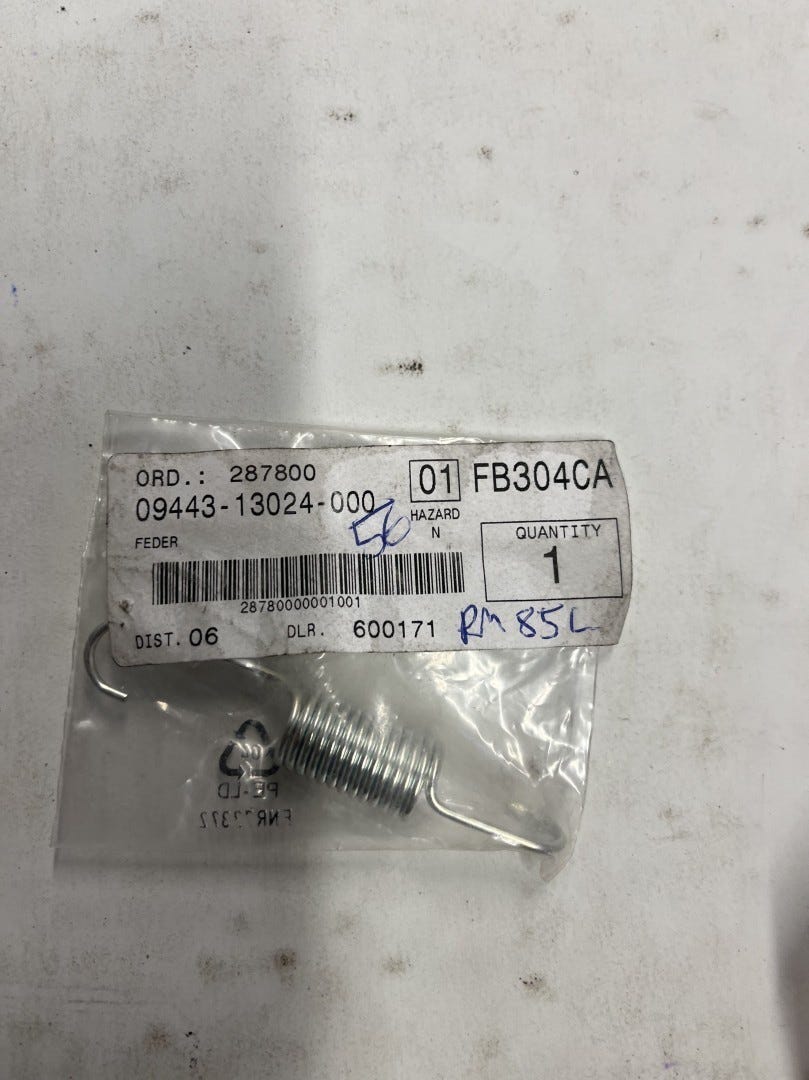 ORD.: 287800
01 FB304CA
09443-13024-000
56
HAZARD
N
FEDER
QUANTITY
1
28780000001001
DIST. 06
DLR. 600171
RM 85L
PE-LD